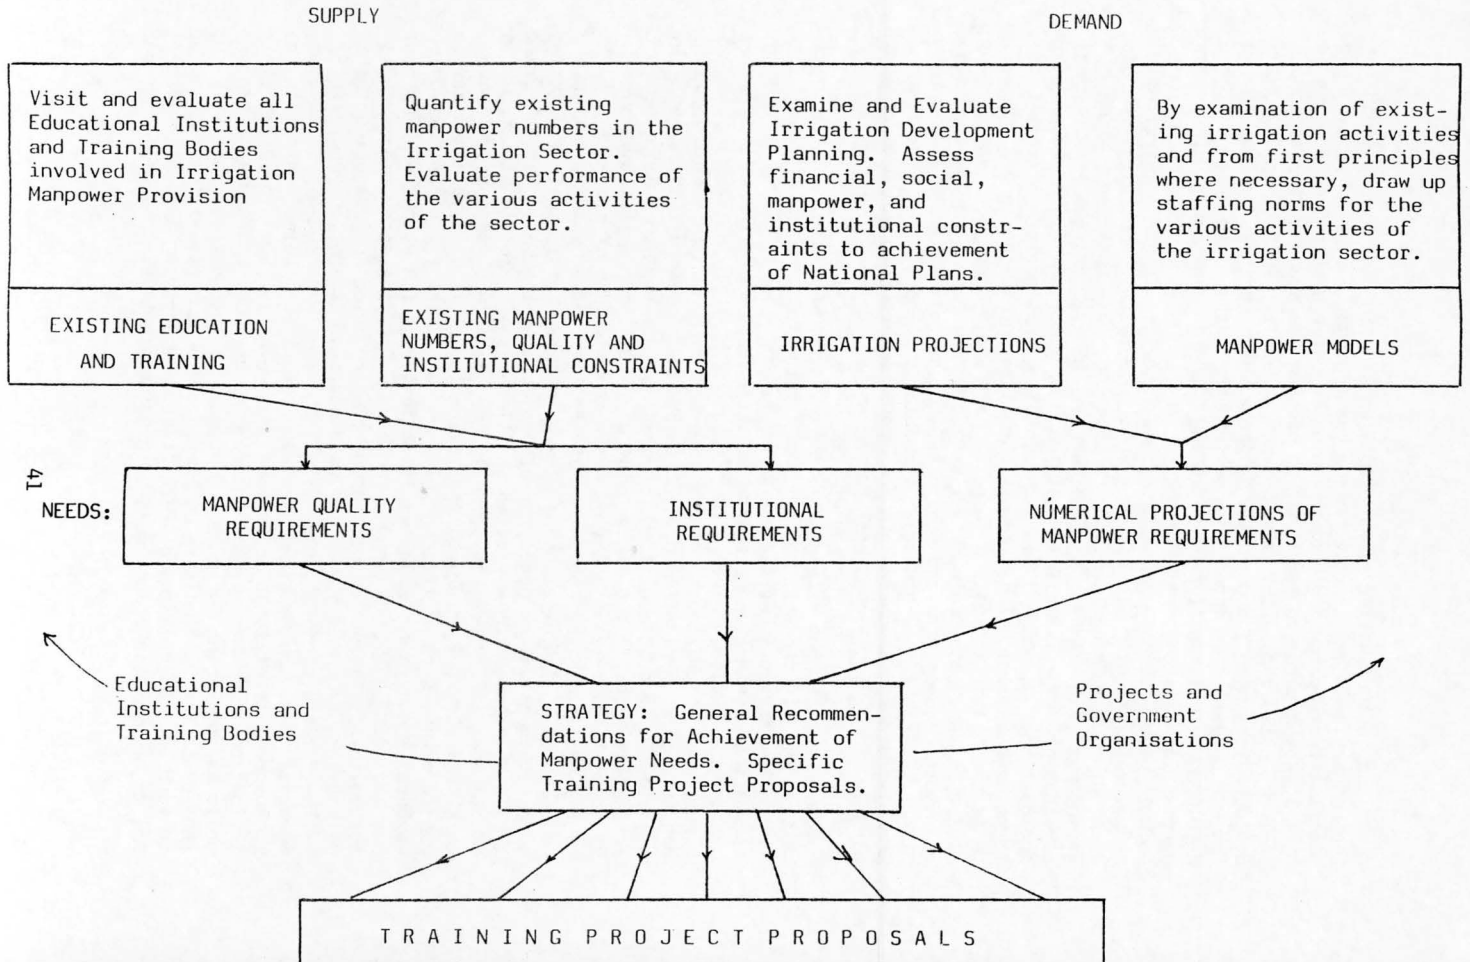 SUPPLY
DEMAND
Visit and evaluate all
Educational Institutions
and Training Bodies
involved in Irrigation
Manpower Provision
EXISTING EDUCATION
AND TRAINING
Quantify existing
manpower numbers in the
Irrigation Sector.
Evaluate performance of
the various activities
of the sector.
EXISTING MANPOWER
NUMBERS, QUALITY AND
INSTITUTIONAL CONSTRAINTS
Examine and Evaluate
Irrigation Development
Planning. Assess
financial, social,
manpower, and
institutional constr-
aints to achievement
of National Plans.
IRRIGATION PROJECTIONS
By examination of exist-
ing irrigation activities
and from first principles
where necessary, draw up
staffing norms for the
various activities of
the irrigation sector.
MANPOWER MODELS
41
NEEDS:
MANPOWER QUALITY
REQUIREMENTS
INSTITUTIONAL
REQUIREMENTS
NUMERICAL PROJECTIONS OF
MANPOWER REQUIREMENTS
Educational
Institutions and
Training Bodies
STRATEGY: General Recommen-
dations for Achievement of
Manpower Needs. Specific
Training Project Proposals.
Projects and
Government
Organisations
TRAINING PROJECT PROPOSALS